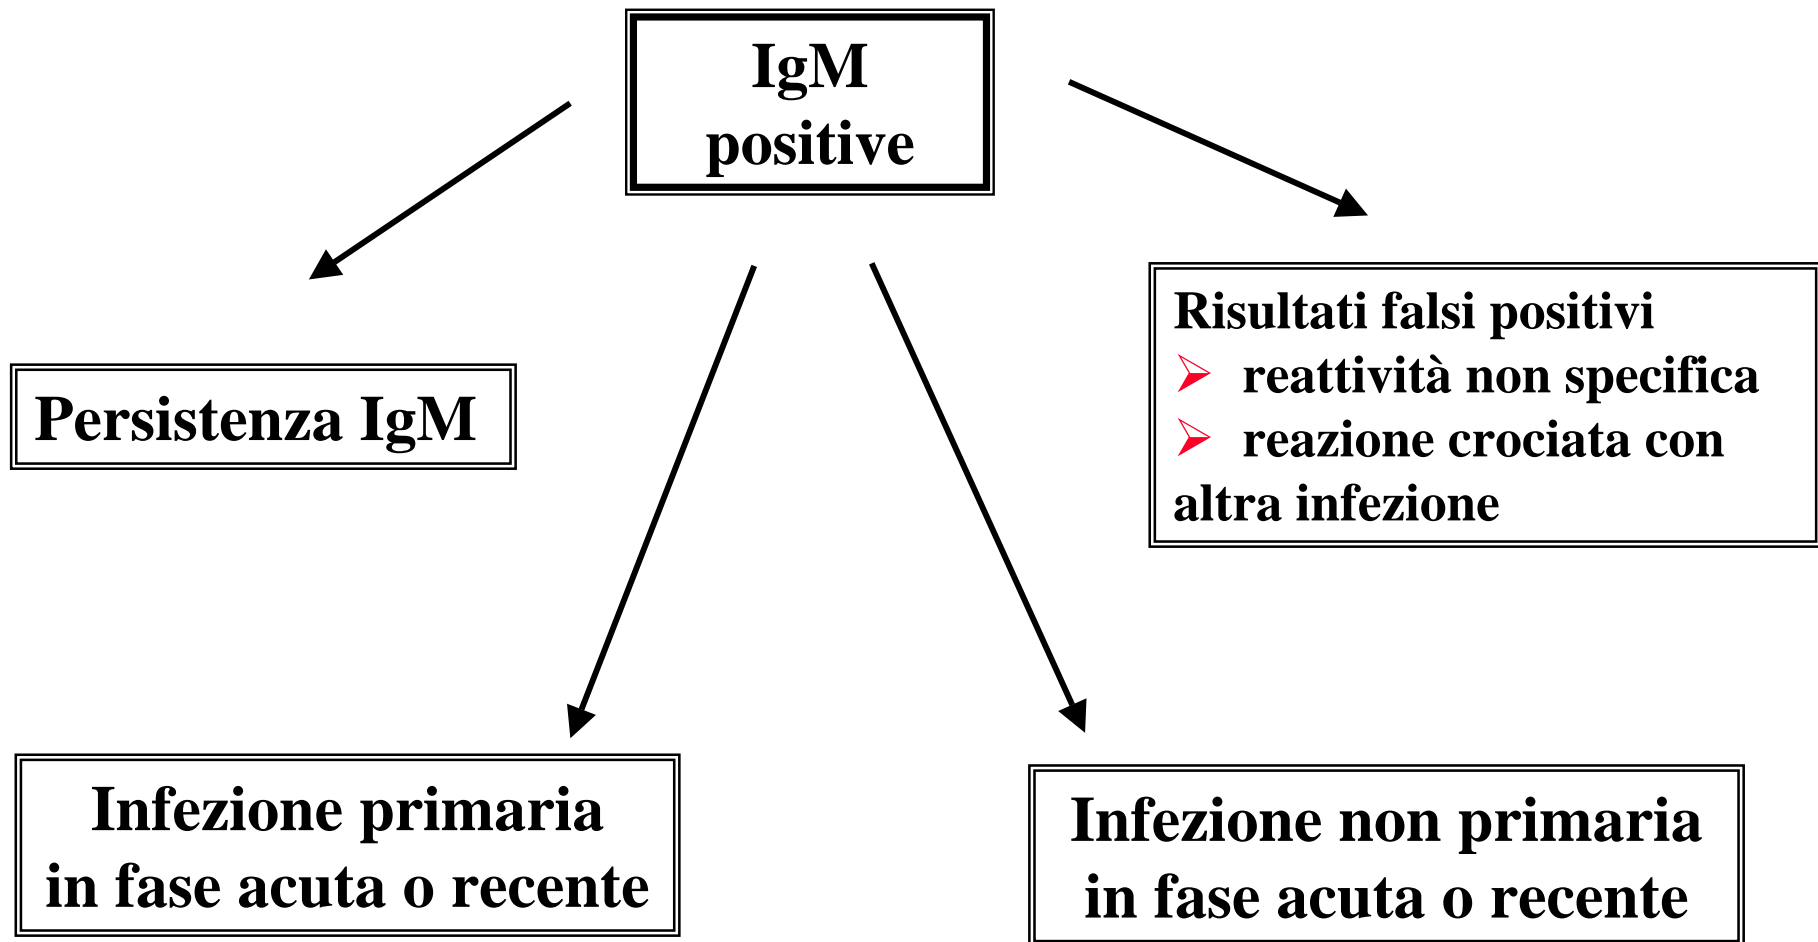 IgM
positive
Persistenza IgM
Risultati falsi positivi
reattività non specifica
reazione crociata con
altra infezione
Infezione primaria
in fase acuta o recente
Infezione non primaria
in fase acuta o recente